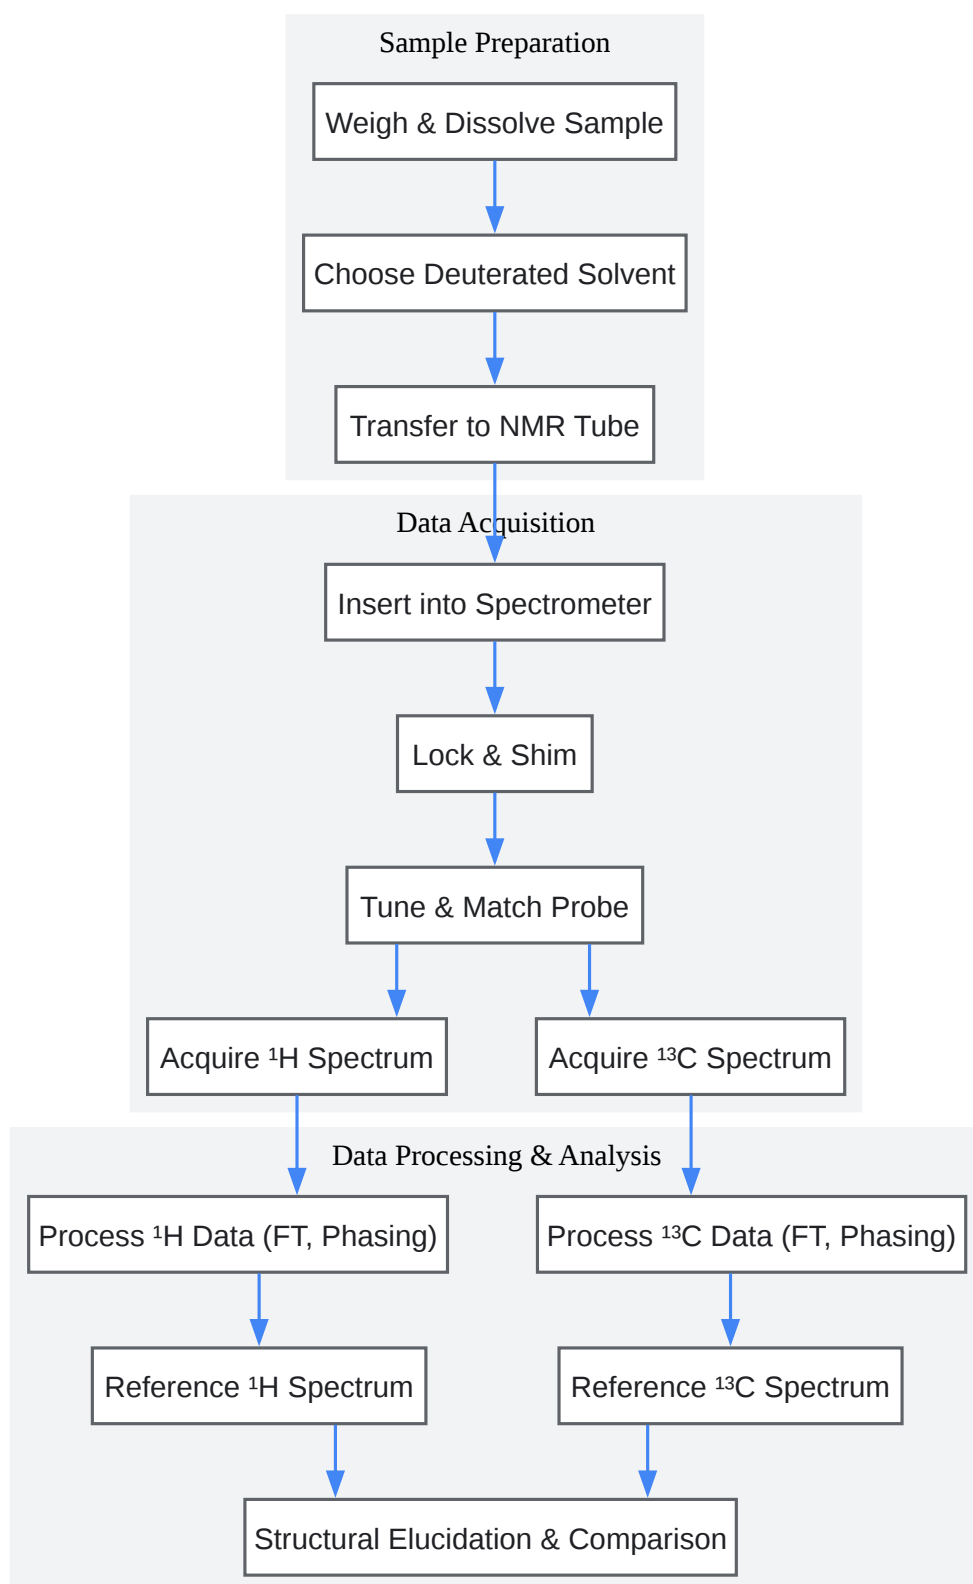 Sample Preparation
Weigh & Dissolve Sample
Choose Deuterated Solvent
Transfer to NMR Tube
Data Acquisition
Insert into Spectrometer
Lock & Shim
Tune & Match Probe
Acquire ¹H Spectrum
Acquire ¹³C Spectrum
Data Processing & Analysis
Process ¹H Data (FT, Phasing)
Process ¹³C Data (FT, Phasing)
Reference ¹H Spectrum
Reference ¹³C Spectrum
Structural Elucidation & Comparison